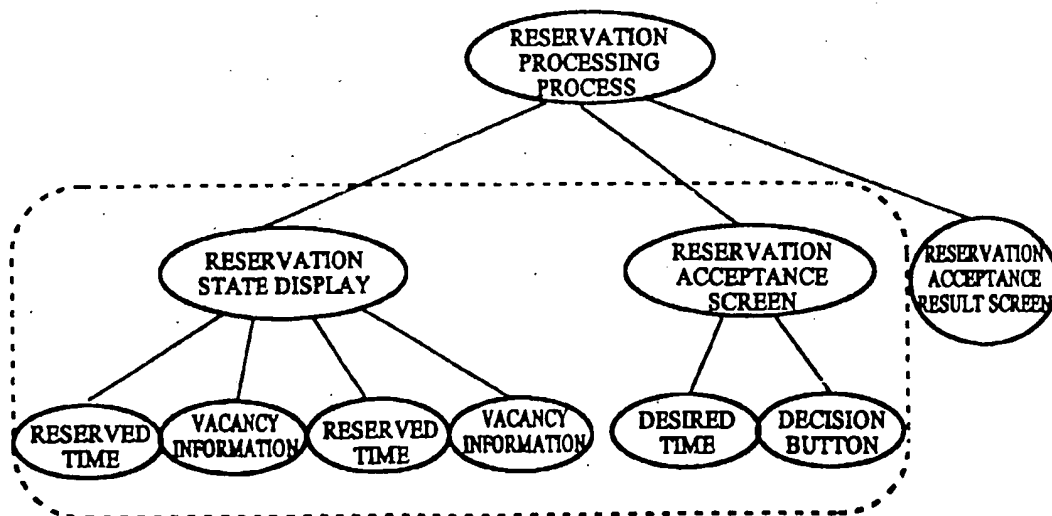 RESERVATION
PROCESSING
PROCESS
RESERVATION
STATE DISPLAY
RESERVATION
ACCEPTANCE
SCREEN
RESERVATION
ACCEPTANCE
RESULT SCREEN
RESERVED
TIME
VACANCY
INFORMATION
RESERVED
TIME
VACANCY
INFORMATION
DESIRED
TIME
DECISION
BUTTON